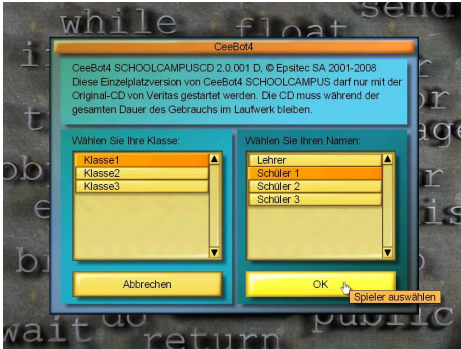 while
float
send
CeeBot4
CeeBot4 SCHOOLCAMPUSCD 2.0.001 D, © Epsitec SA 2001-2008
Diese Einzelplatzversion von CeeBot4 SCHOOLCAMPUS darf nur mit der
Original-CD von Veritas gestartet werden. Die CD muss während der
gesamten Dauer des Gebrauchs im Laufwerk bleiben.
Wählen Sie Ihre Klasse:
Klasse1
Klasse2
Klasse3
Abbrechen
Wählen Sie Ihren Namen:
Lehrer
Schüler 1
Schüler 2
Schüler 3
OK
Spieler auswählen
wait
do
return
public